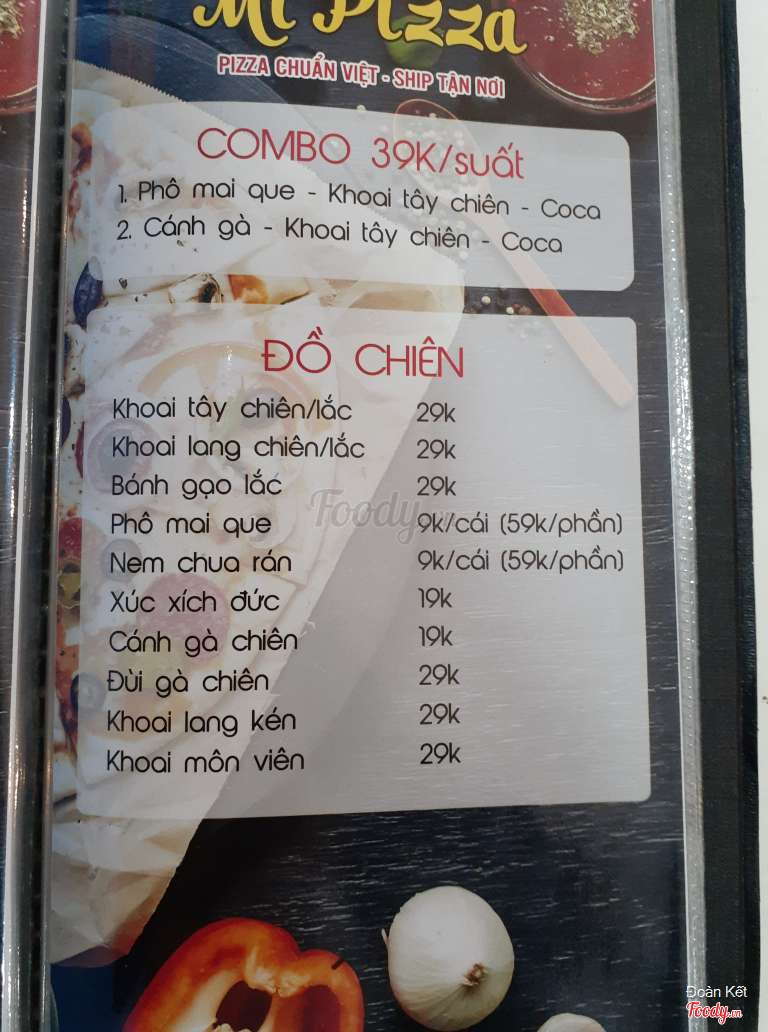 Mì Pizza
PIZZA CHUẨN VIỆT - SHIP TẬN NƠI
COMBO 39K/suất
1. Phô mai que - Khoai tây chiên - Coca
2. Cánh gà - Khoai tây chiên - Coca
ĐỒ CHIÊN
Khoai tây chiên/lắc 29k
Khoai lang chiên/lắc 29k
Bánh gạo lắc 29k
Phô mai que 9k/cái (59k/phần)
Nem chua rán 9k/cái (59k/phần)
Xúc xích đức 19k
Cánh gà chiên 19k
Đùi gà chiên 29k
Khoai lang kén 29k
Khoai môn viên 29k
Foody.vn
Đoàn Kết
Foody.vn